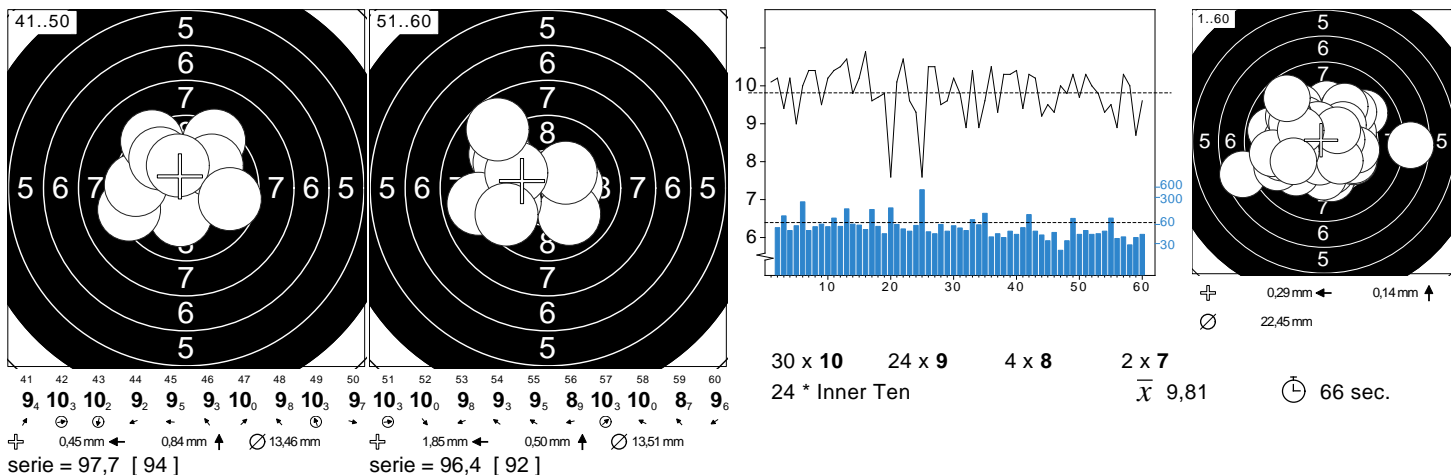 41..50
5
6
7
8
5 6 7 7 6 5
8
7
6
5
41 42 43 44 45 46 47 48 49 50
9₄ 10₃ 10₂ 9₂ 9₅ 9₃ 10₀ 9₈ 10₃ 9₇
0,45 mm ← 0,84 mm ↑ ∅ 13,46 mm
serie = 97,7 [ 94 ]
51..60
5
6
7
8
5 6 7 8 7 6 5
8
7
6
5
51 52 53 54 55 56 57 58 59 60
10₃ 10₀ 9₈ 9₃ 9₅ 8₉ 10₃ 10₀ 8₇ 9₆
1,85 mm ← 0,50 mm ↑ ∅ 13,51 mm
serie = 96,4 [ 92 ]
10
9
8
7
6
600
300
60
30
10 20 30 40 50 60
30 x 10 24 x 9 4 x 8 2 x 7
24 * Inner Ten x̅ 9,81 66 sec.
1..60
5
6
7
5 6 5
7
6
5
0,29 mm ← 0,14 mm ↑
∅ 22,45 mm